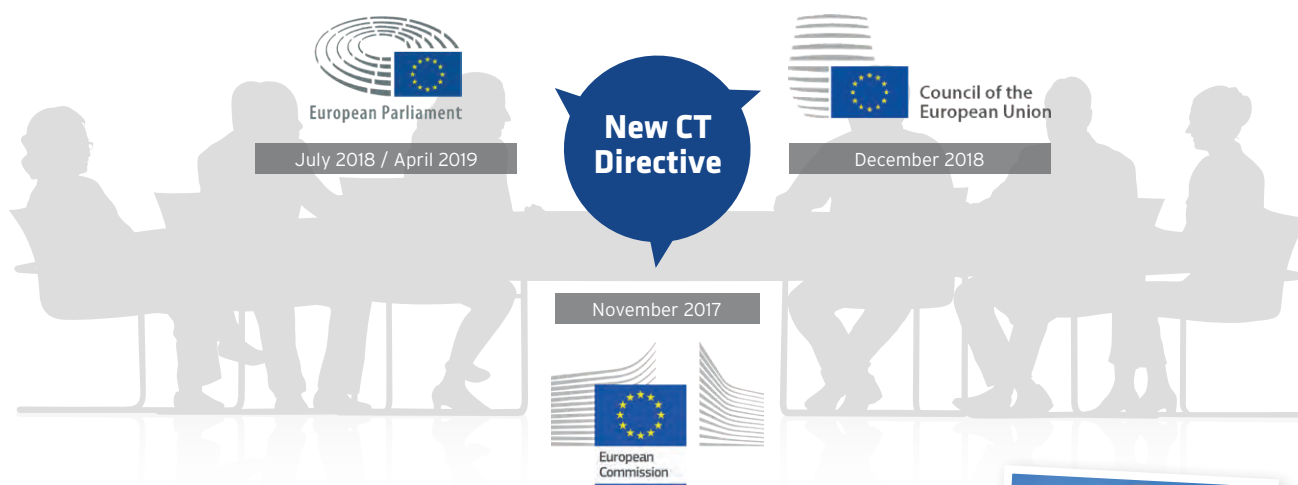 European Parliament
July 2018 / April 2019
New CT
Directive
Council of the
European Union
December 2018
November 2017
European
Commission